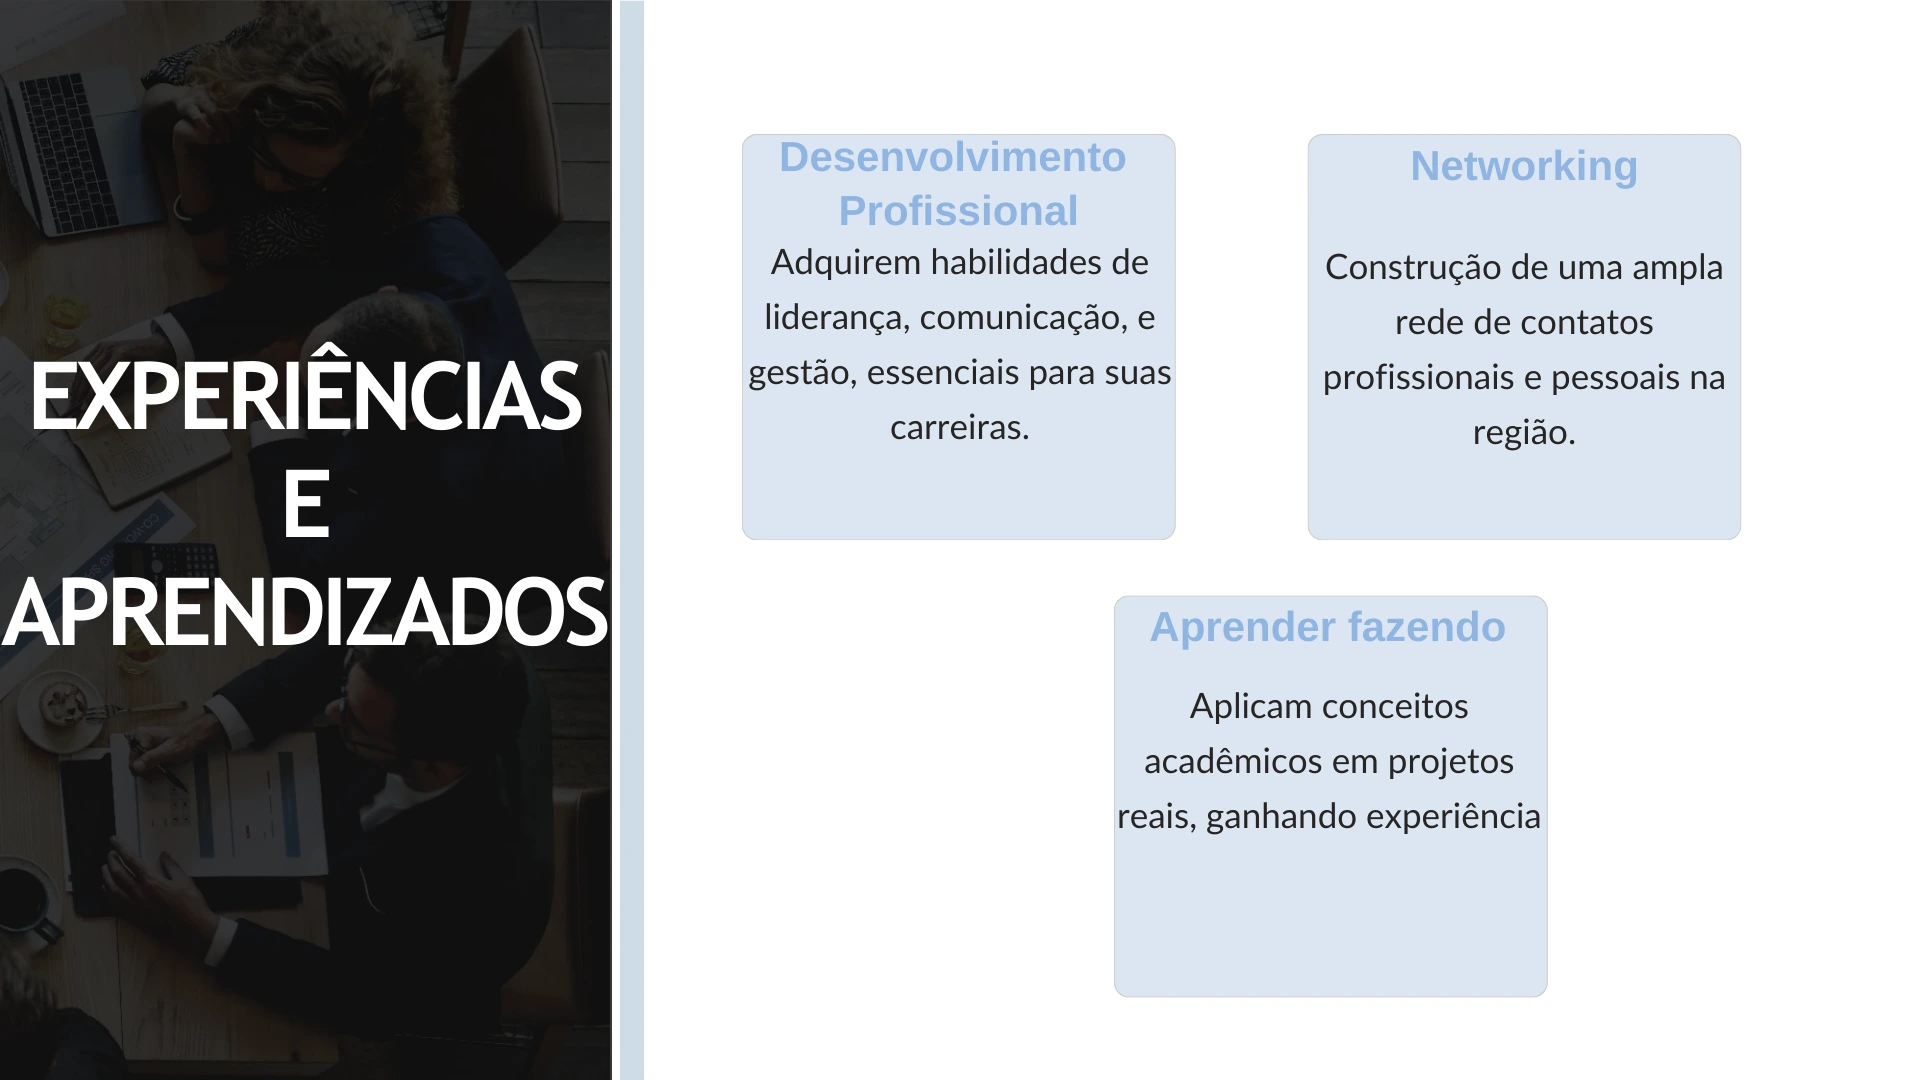 EXPERIÊNCIAS
E
APRENDIZADOS
Desenvolvimento
Profissional
Adquirem habilidades de
liderança, comunicação, e
gestão, essenciais para suas
carreiras.
Networking
Construção de uma ampla
rede de contatos
profissionais e pessoais na
região.
Aprender fazendo
Aplicam conceitos
acadêmicos em projetos
reais, ganhando experiência